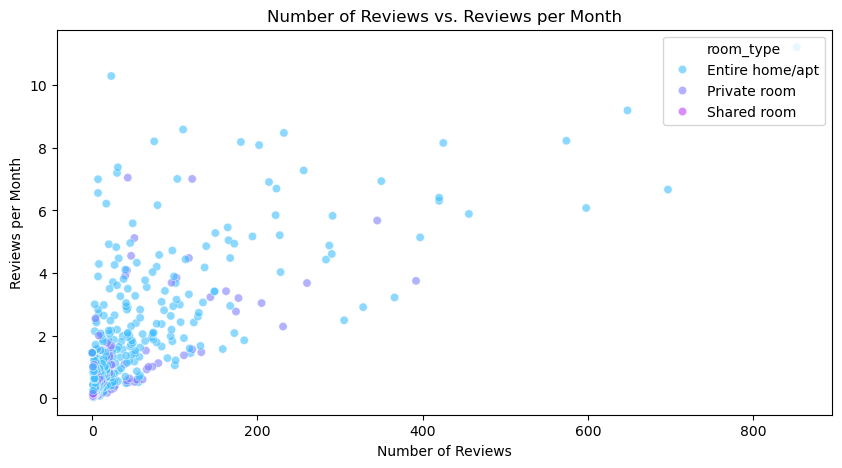 Number of Reviews vs. Reviews per Month
room_type
Entire home/apt
Private room
Shared room
Reviews per Month
10
8
6
4
2
0
0 200 400 600 800
Number of Reviews